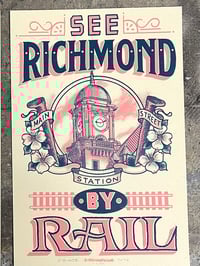 SEE
RICHMOND
MAIN STREET
STATION
BY
RAIL